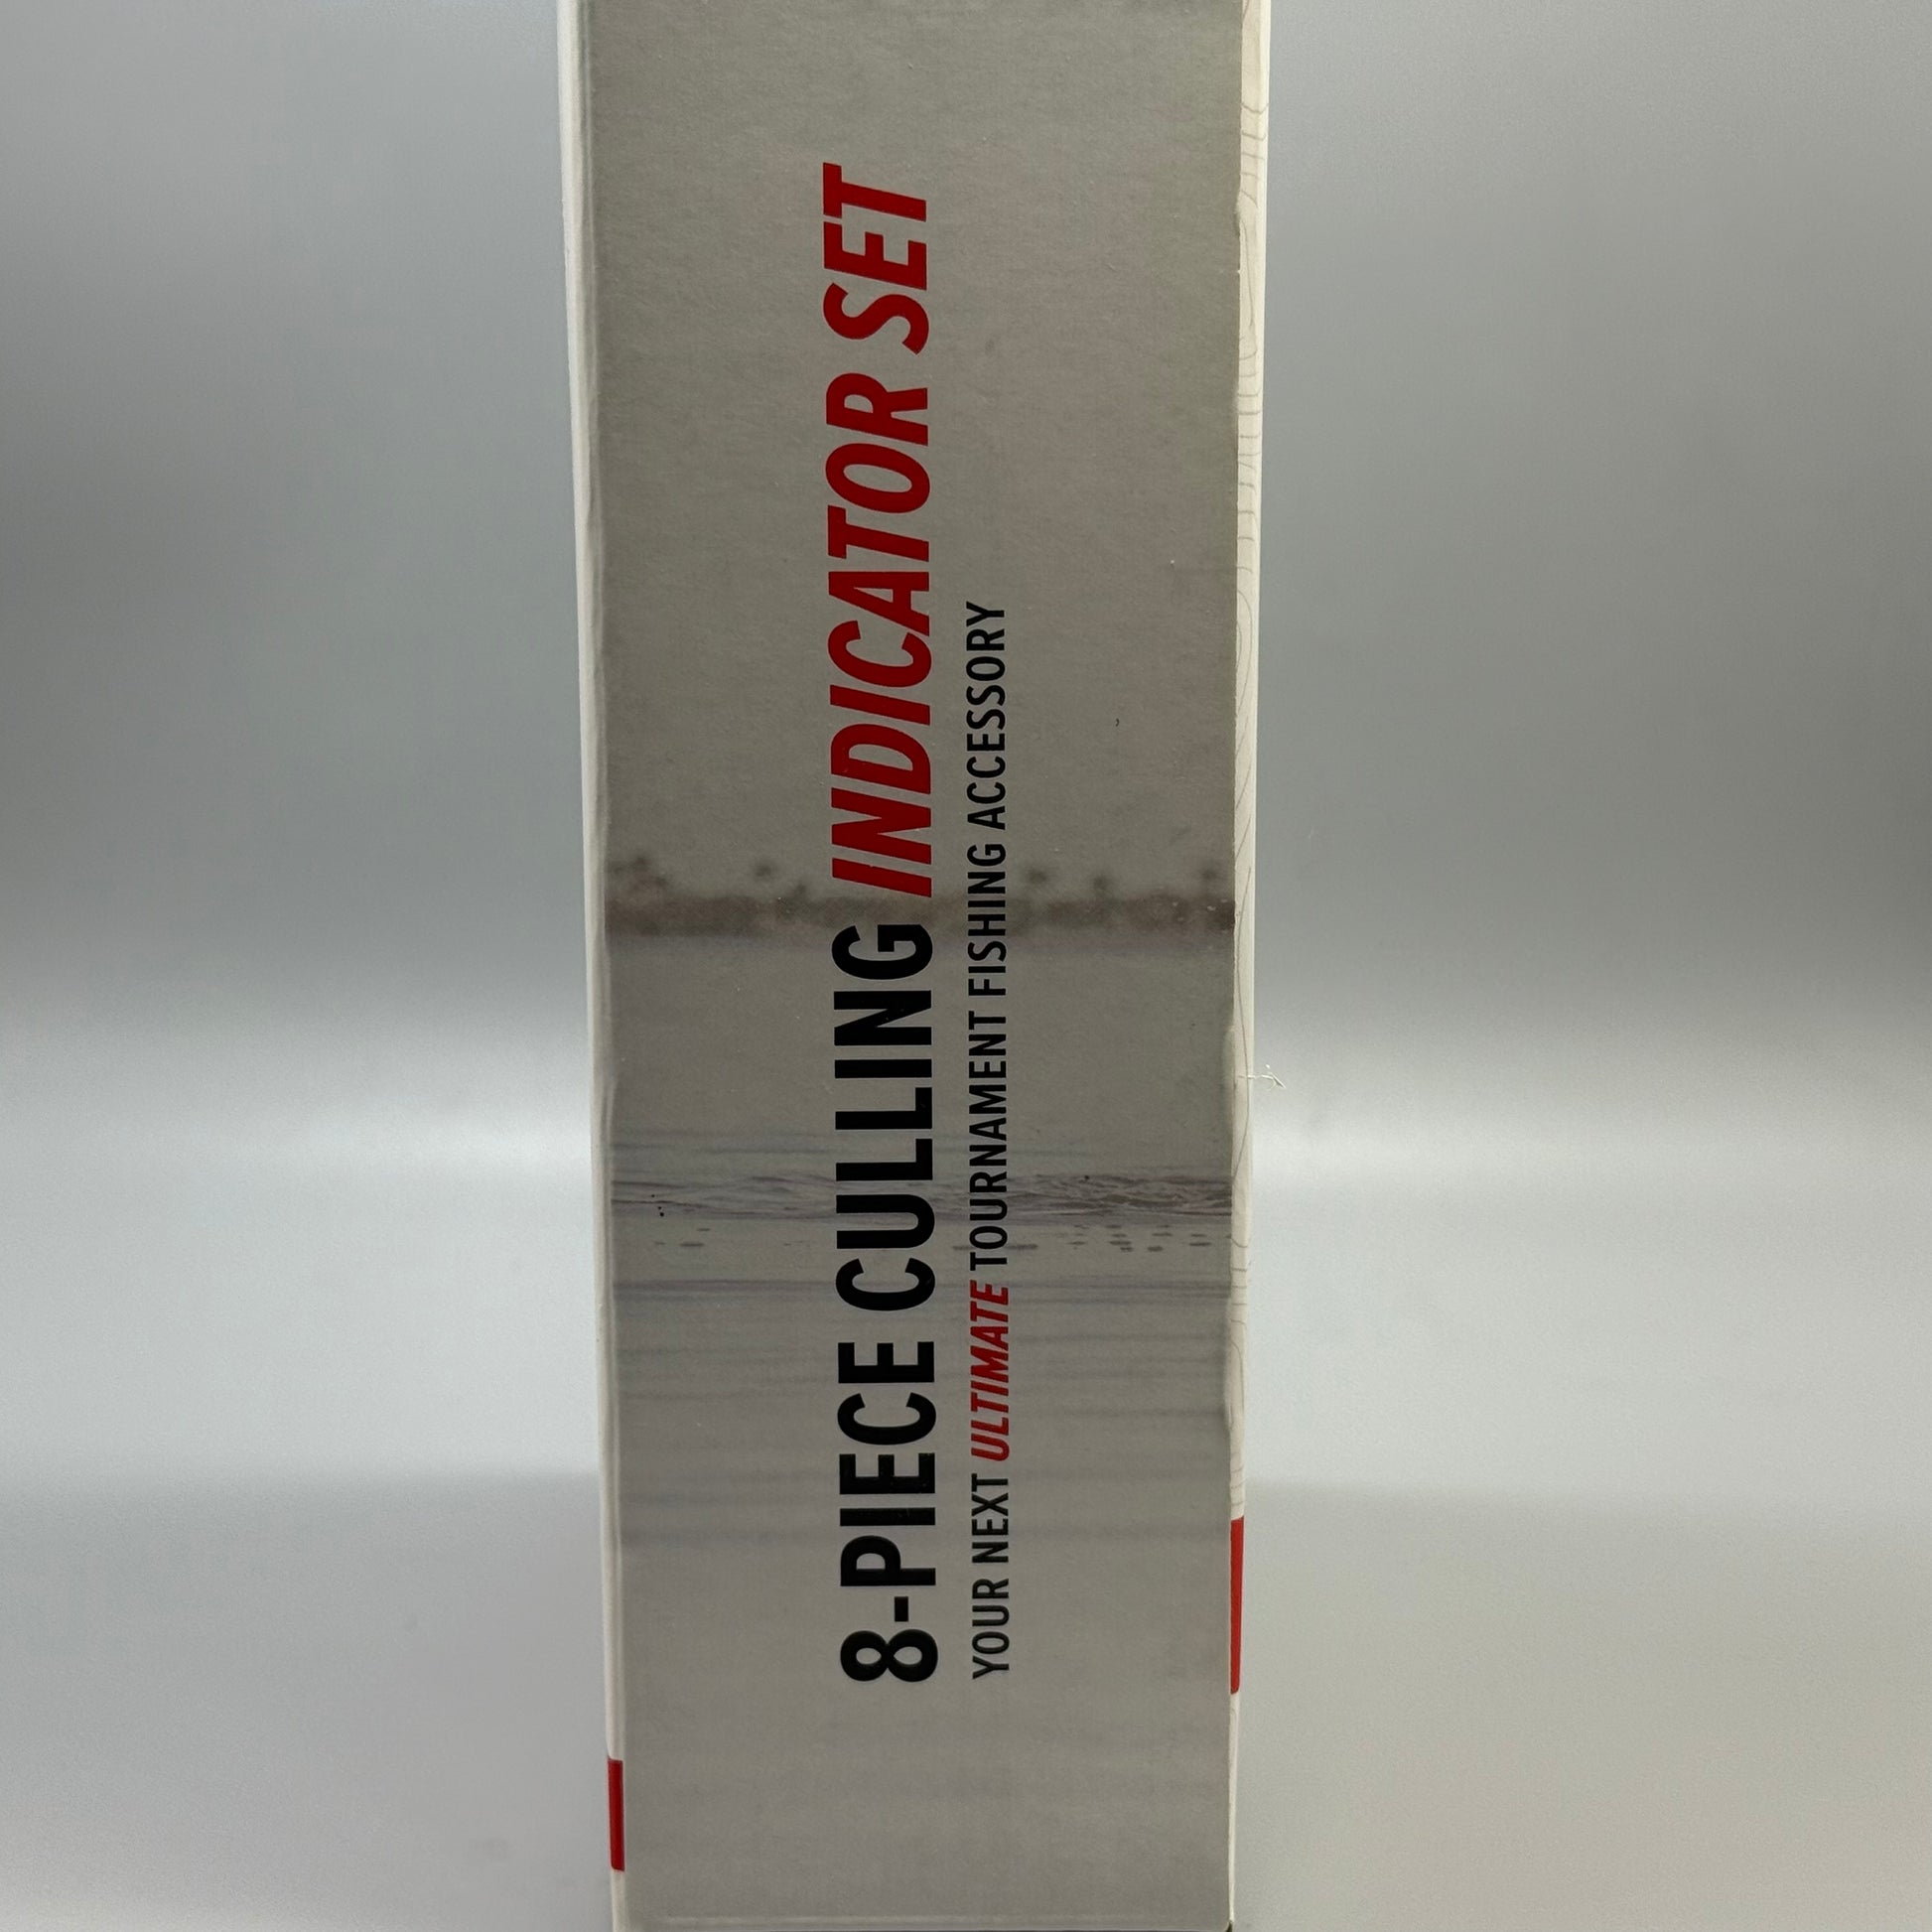 8-PIECE CULLING INDICATOR SET
YOUR NEXT ULTIMATE TOURNAMENT FISHING ACCESSORY